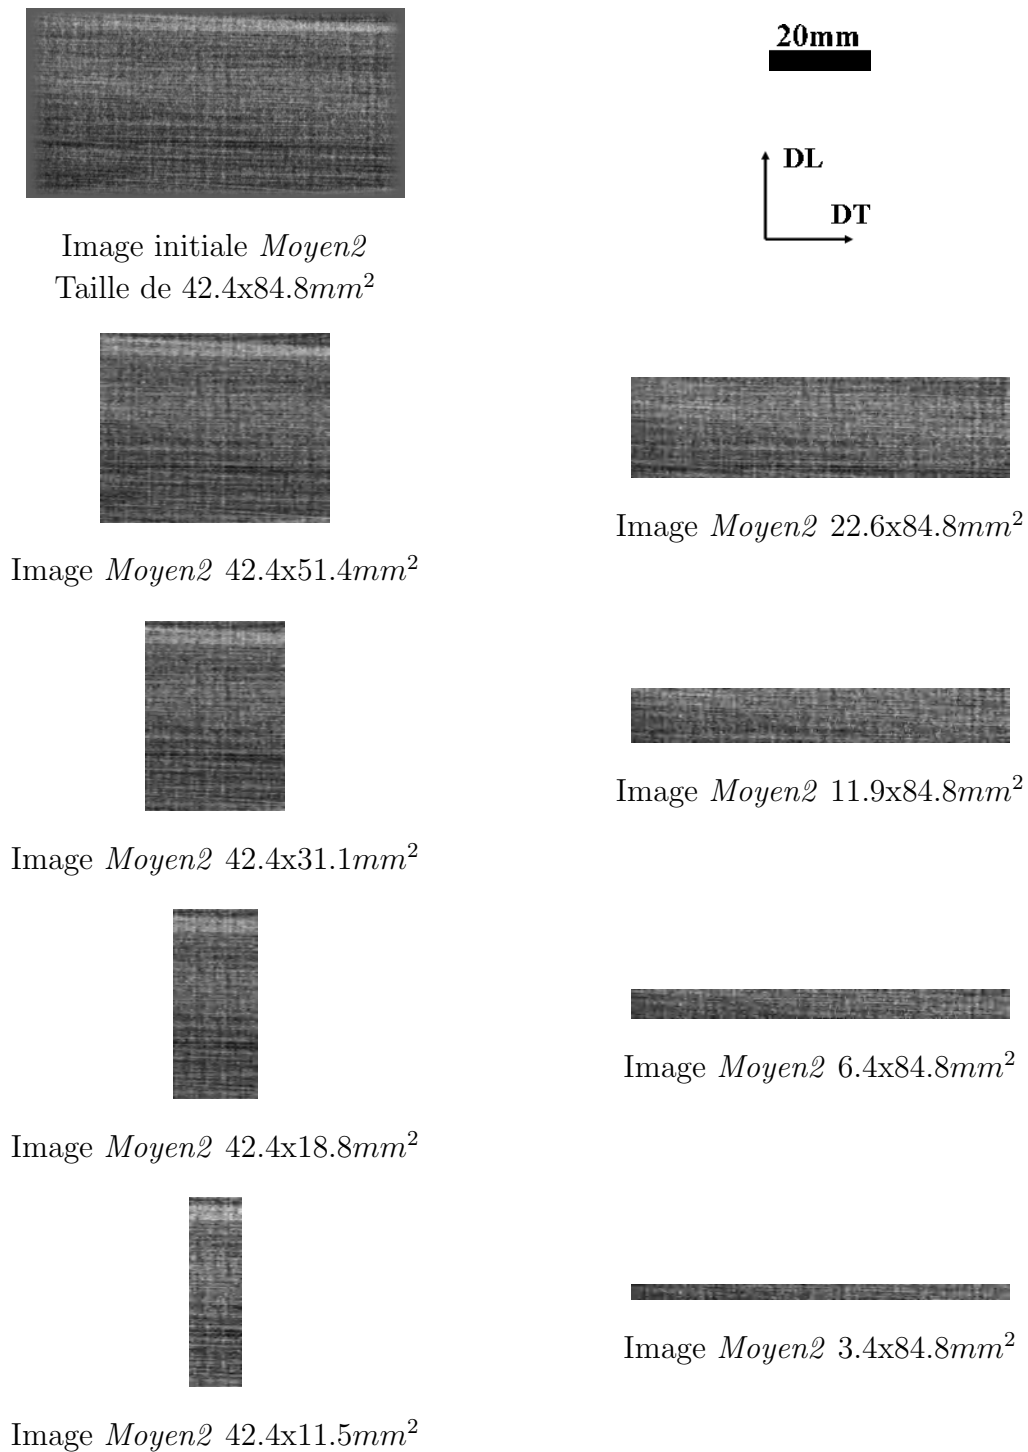 20mm
DL
DT
Image initiale Moyen2
Taille de 42.4x84.8mm²
Image Moyen2 42.4x51.4mm²
Image Moyen2 22.6x84.8mm²
Image Moyen2 42.4x31.1mm²
Image Moyen2 11.9x84.8mm²
Image Moyen2 42.4x18.8mm²
Image Moyen2 6.4x84.8mm²
Image Moyen2 42.4x11.5mm²
Image Moyen2 3.4x84.8mm²